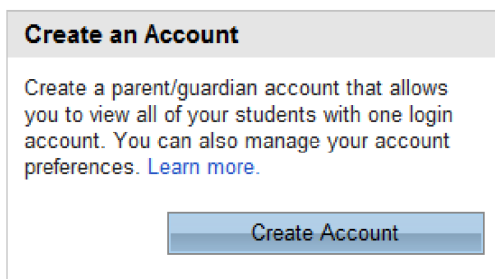 Create an Account
Create a parent/guardian account that allows
you to view all of your students with one login
account. You can also manage your account
preferences. Learn more.
Create Account